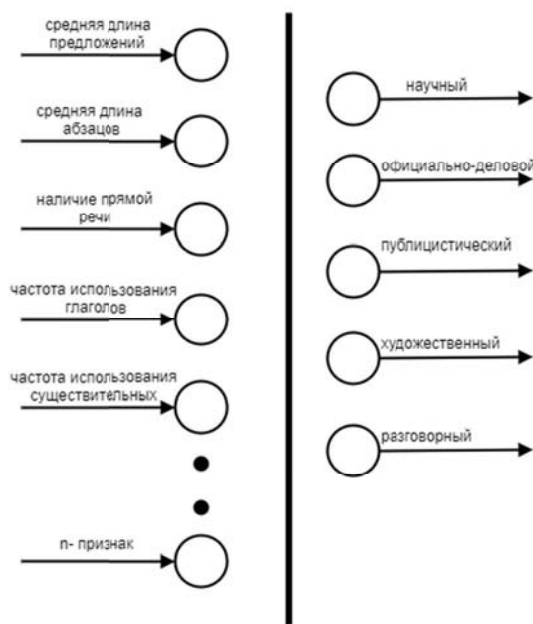 средняя длина
предложений
средняя длина
абзацов
наличие прямой
речи
частота использования
глаголов
частота использования
существительных
n- признак
научный
официально-деловой
публицистический
художественный
разговорный